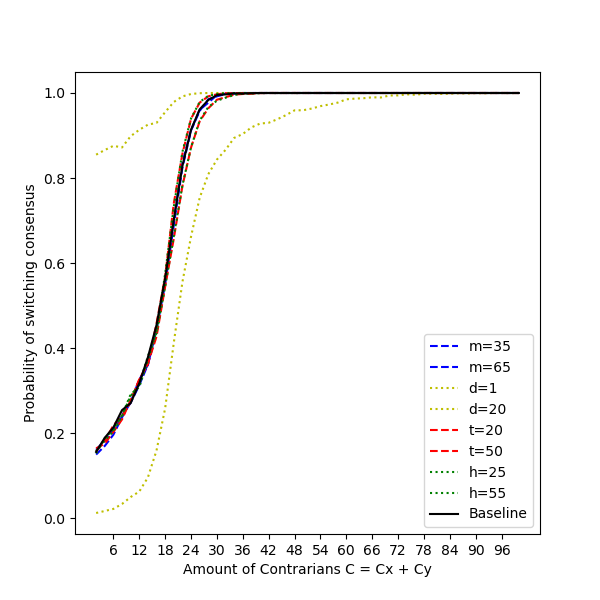 Probability of switching consensus
1.0
0.8
0.6
0.4
0.2
0.0
m=35
m=65
d=1
d=20
t=20
t=50
h=25
h=55
Baseline
6 12 18 24 30 36 42 48 54 60 66 72 78 84 90 96
Amount of Contrarians C = Cx + Cy